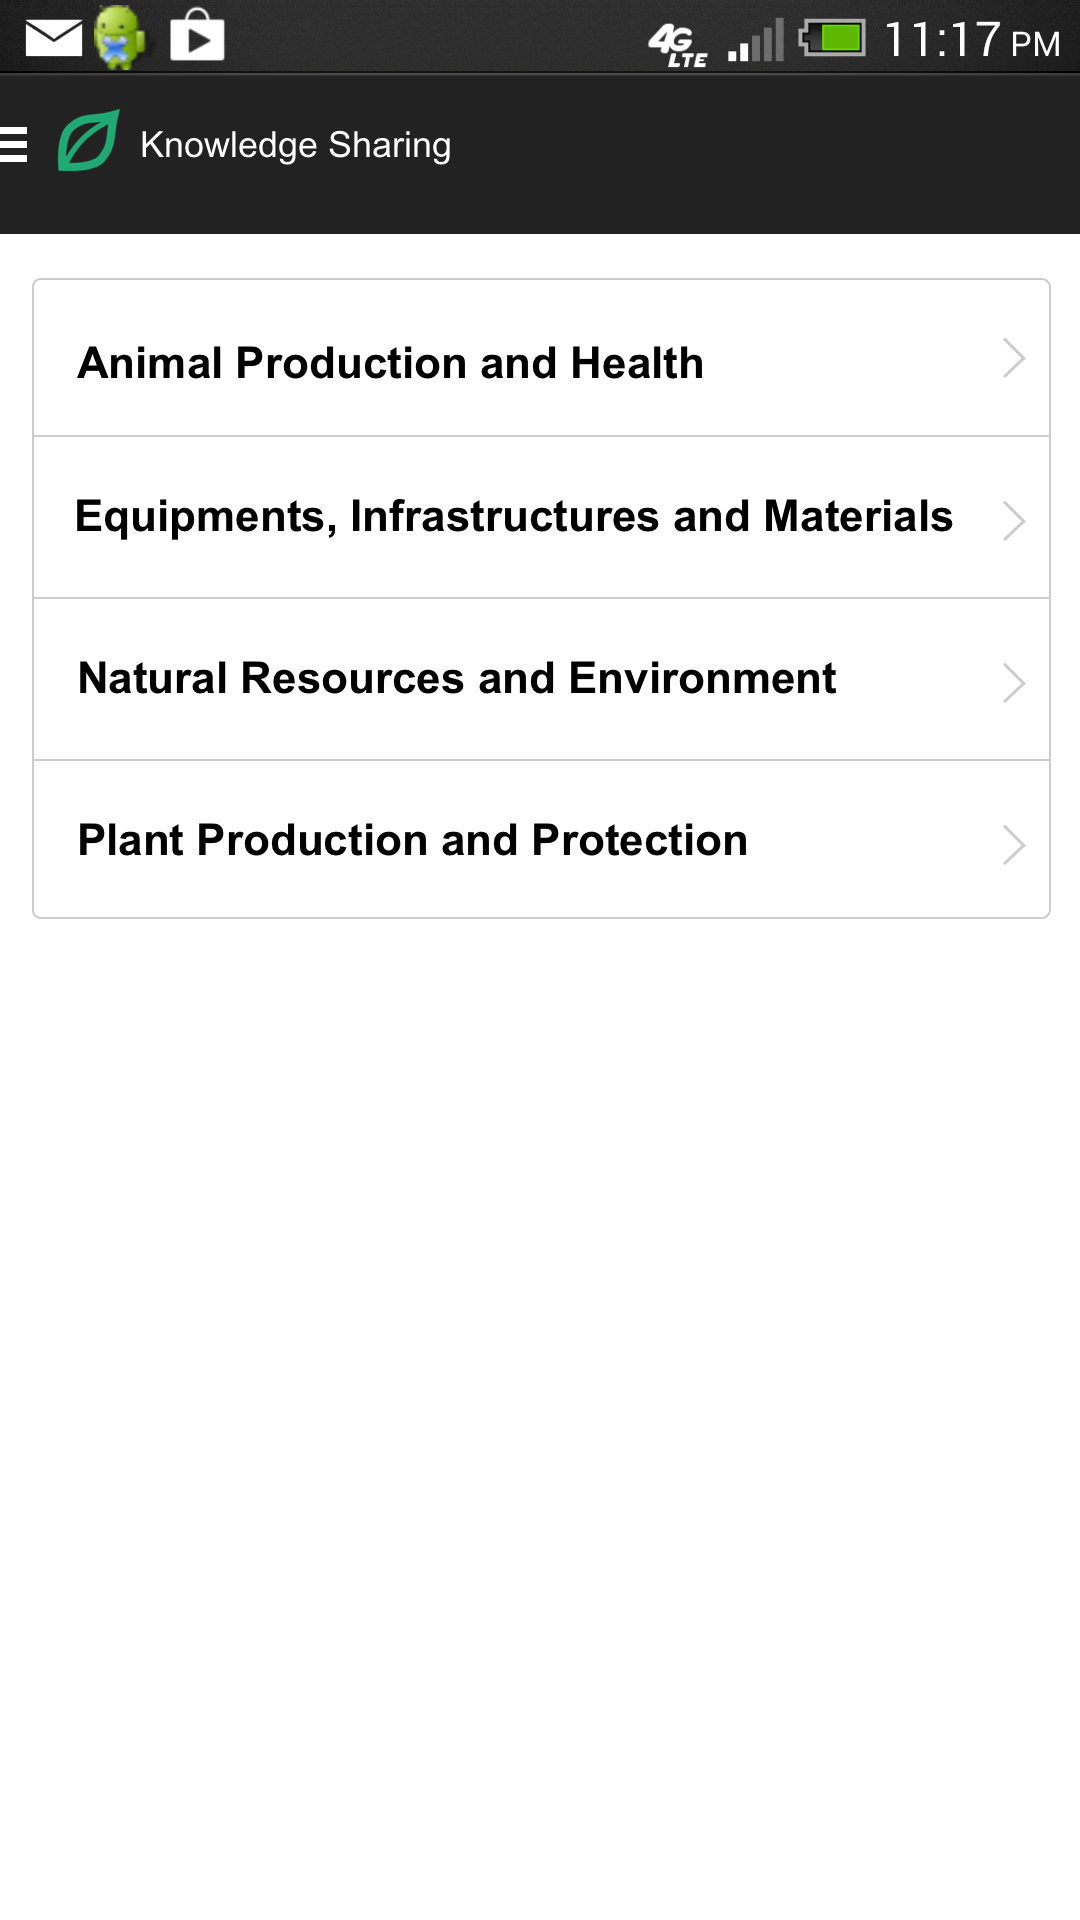 4G LTE 11:17 PM
Knowledge Sharing
Animal Production and Health
Equipments, Infrastructures and Materials
Natural Resources and Environment
Plant Production and Protection